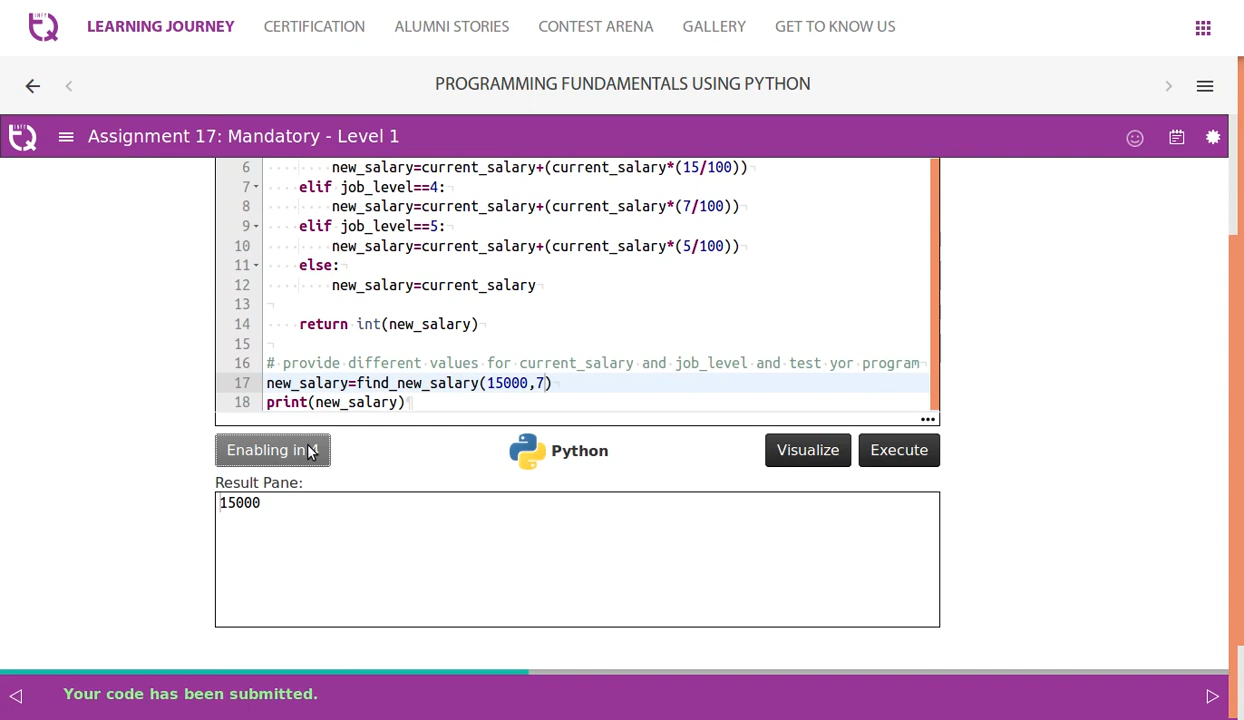 LEARNING JOURNEY CERTIFICATION ALUMNI STORIES CONTEST ARENA GALLERY GET TO KNOW US
PROGRAMMING FUNDAMENTALS USING PYTHON
Assignment 17: Mandatory - Level 1
6 new_salary=current_salary+(current_salary*(15/100))
7 elif job_level==4:
8 new_salary=current_salary+(current_salary*(7/100))
9 elif job_level==5:
10 new_salary=current_salary+(current_salary*(5/100))
11 else:
12 new_salary=current_salary
13
14 return int(new_salary)
15
16 # provide different values for current_salary and job_level and test yor program
17 new_salary=find_new_salary(15000,7)
18 print(new_salary)
Enabling in Python Visualize Execute
Result Pane:
15000
Your code has been submitted.